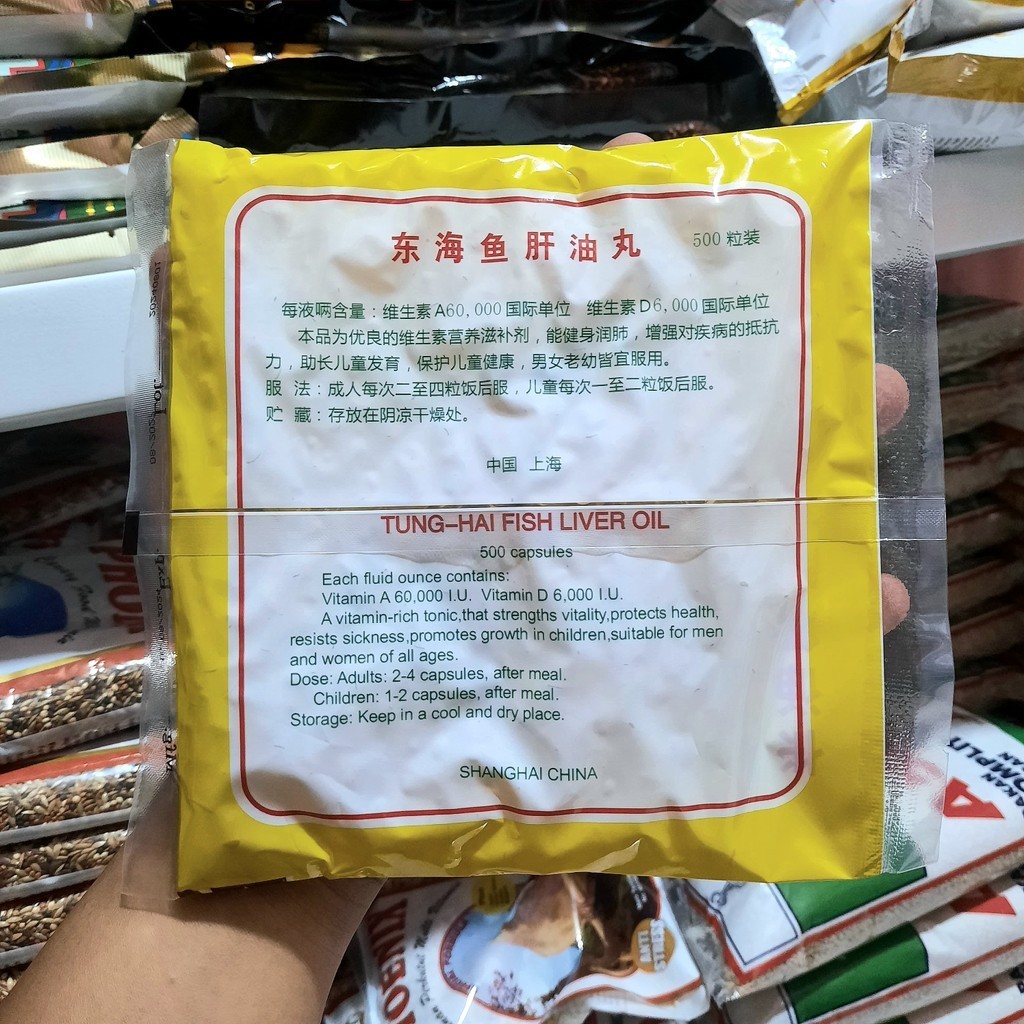 东海鱼肝油丸 500粒装
每液啢含量：维生素A60,000国际单位 维生素D6,000国际单位
本品为优良的维生素营养滋补剂，能健身润肺，增强对疾病的抵抗
力，助长儿童发育，保护儿童健康，男女老幼皆宜服用。
服 法：成人每次二至四粒饭后服，儿童每次一至二粒饭后服。
贮 藏：存放在阴凉干燥处。
中国 上海
TUNG-HAI FISH LIVER OIL
500 capsules
Each fluid ounce contains:
Vitamin A 60,000 I.U. Vitamin D 6,000 I.U.
A vitamin-rich tonic,that strengths vitality,protects health,
resists sickness,promotes growth in children,suitable for men
and women of all ages.
Dose: Adults: 2-4 capsules, after meal.
Children: 1-2 capsules, after meal.
Storage: Keep in a cool and dry place.
SHANGHAI CHINA
ANTI
STRESS